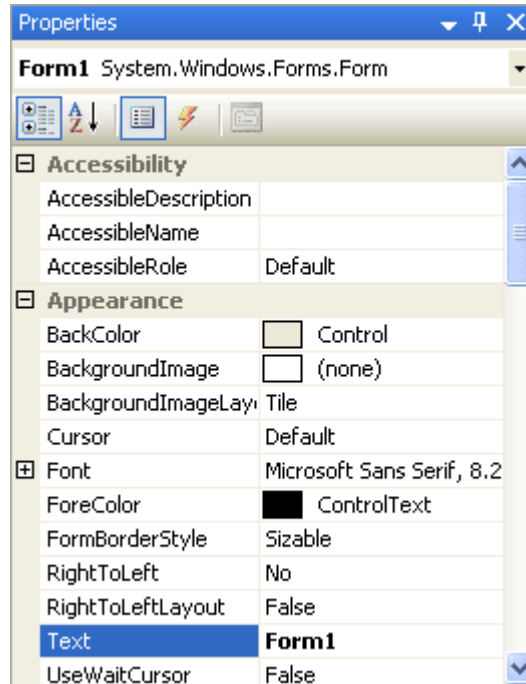 Properties
Form1 System.Windows.Forms.Form
A
Z
Accessibility
AccessibleDescription
AccessibleName
AccessibleRole Default
Appearance
BackColor Control
BackgroundImage (none)
BackgroundImageLay Tile
Cursor Default
Font Microsoft Sans Serif, 8.2
ForeColor ControlText
FormBorderStyle Sizable
RightToLeft No
RightToLeftLayout False
Text Form1
UseWaitCursor False